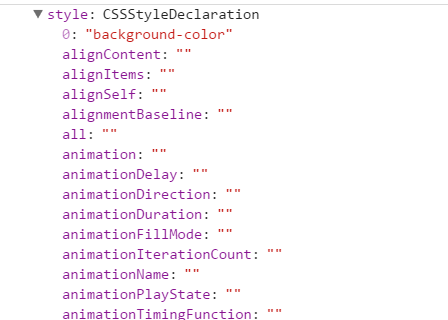 style: CSSStyleDeclaration
0: "background-color"
alignContent: ""
alignItems: ""
alignSelf: ""
alignmentBaseline: ""
all: ""
animation: ""
animationDelay: ""
animationDirection: ""
animationDuration: ""
animationFillMode: ""
animationIterationCount: ""
animationName: ""
animationPlayState: ""
animationTimingFunction: ""